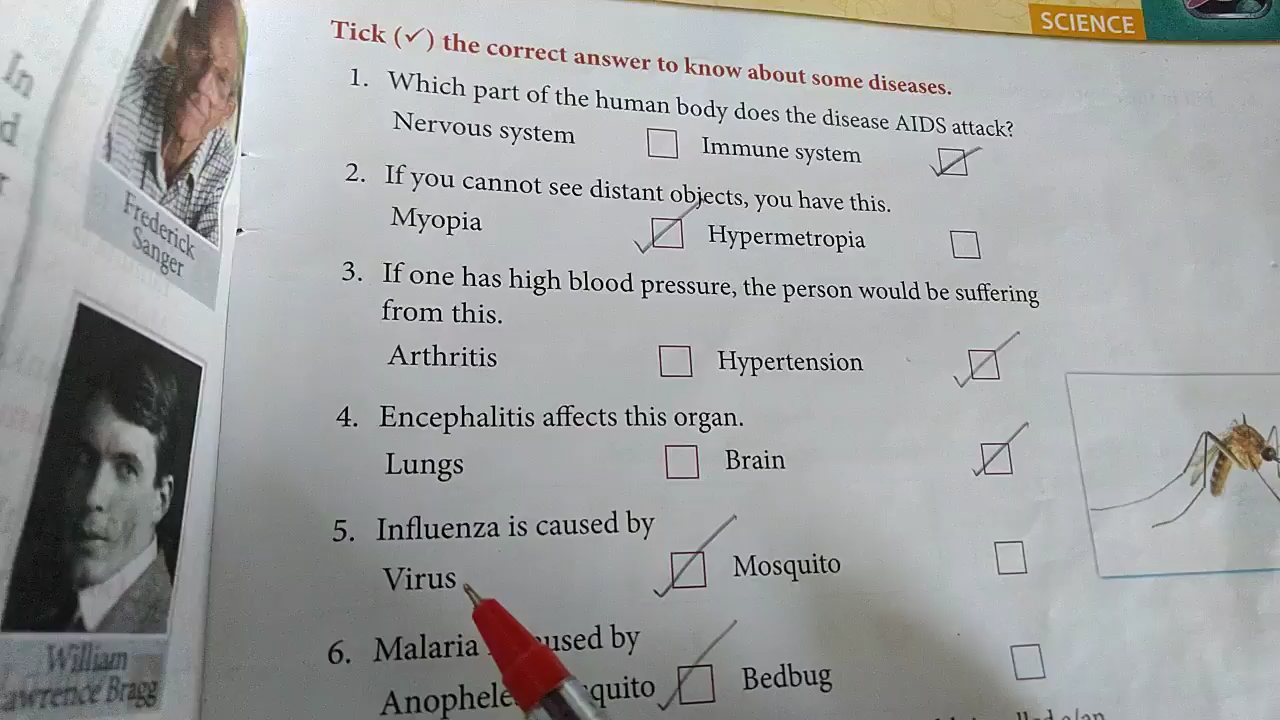 SCIENCE
Tick (✓) the correct answer to know about some diseases.
1. Which part of the human body does the disease AIDS attack?
Nervous system Immune system
2. If you cannot see distant objects, you have this.
Myopia Hypermetropia
3. If one has high blood pressure, the person would be suffering
from this.
Arthritis Hypertension
4. Encephalitis affects this organ.
Lungs Brain
5. Influenza is caused by
Virus Mosquito
6. Malaria used by
Anophele quito Bedbug
In
Frederick
Sanger
William
awrence Bragg